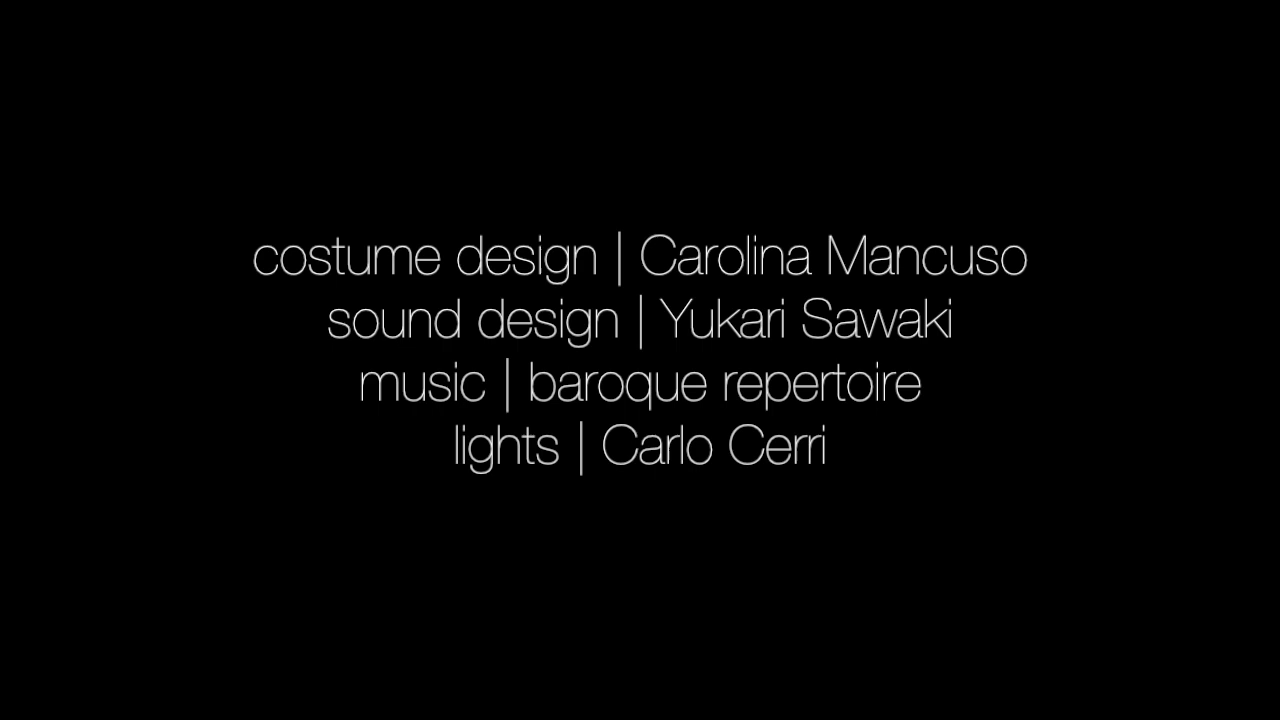 costume design | Carolina Mancuso
sound design | Yukari Sawaki
music | baroque repertoire
lights | Carlo Cerri